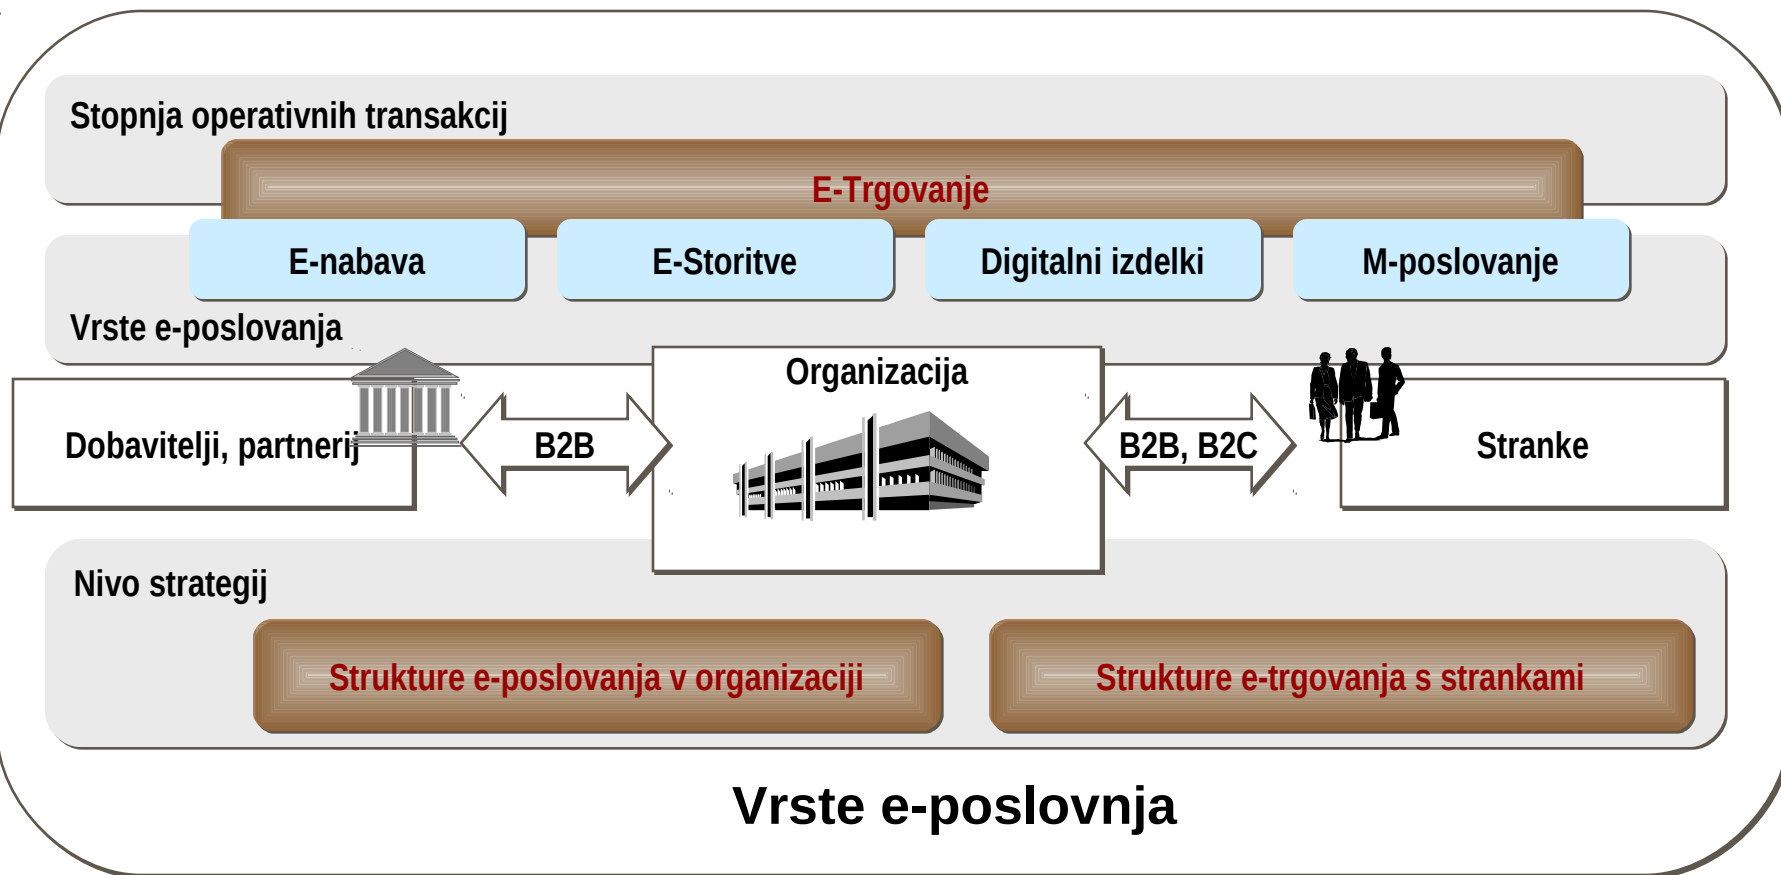 Stopnja operativnih transakcij
E-Trgovanje
E-nabava
E-Storitve
Digitalni izdelki
M-poslovanje
Vrste e-poslovanja
Organizacija
Dobavitelji, partnerij
B2B
B2B, B2C
Stranke
Nivo strategij
Strukture e-poslovanja v organizaciji
Strukture e-trgovanja s strankami
Vrste e-poslovnja